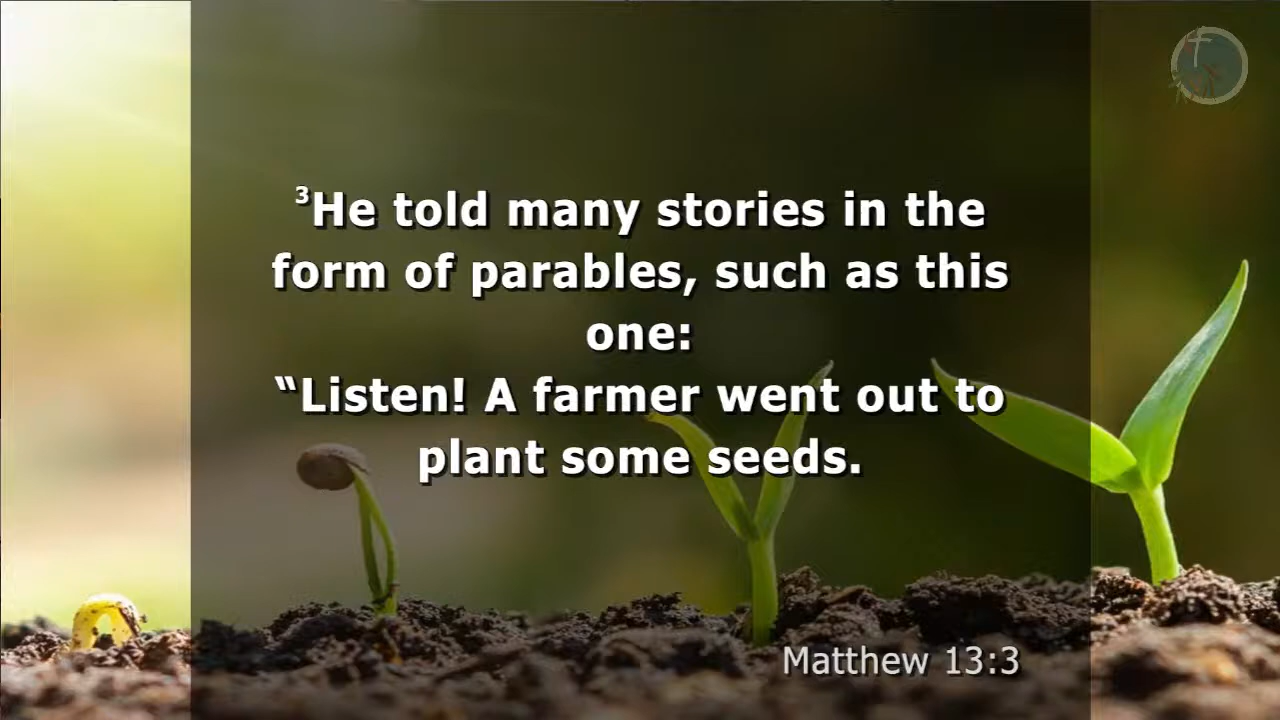 ³He told many stories in the
form of parables, such as this
one:
“Listen! A farmer went out to
plant some seeds.
Matthew 13:3